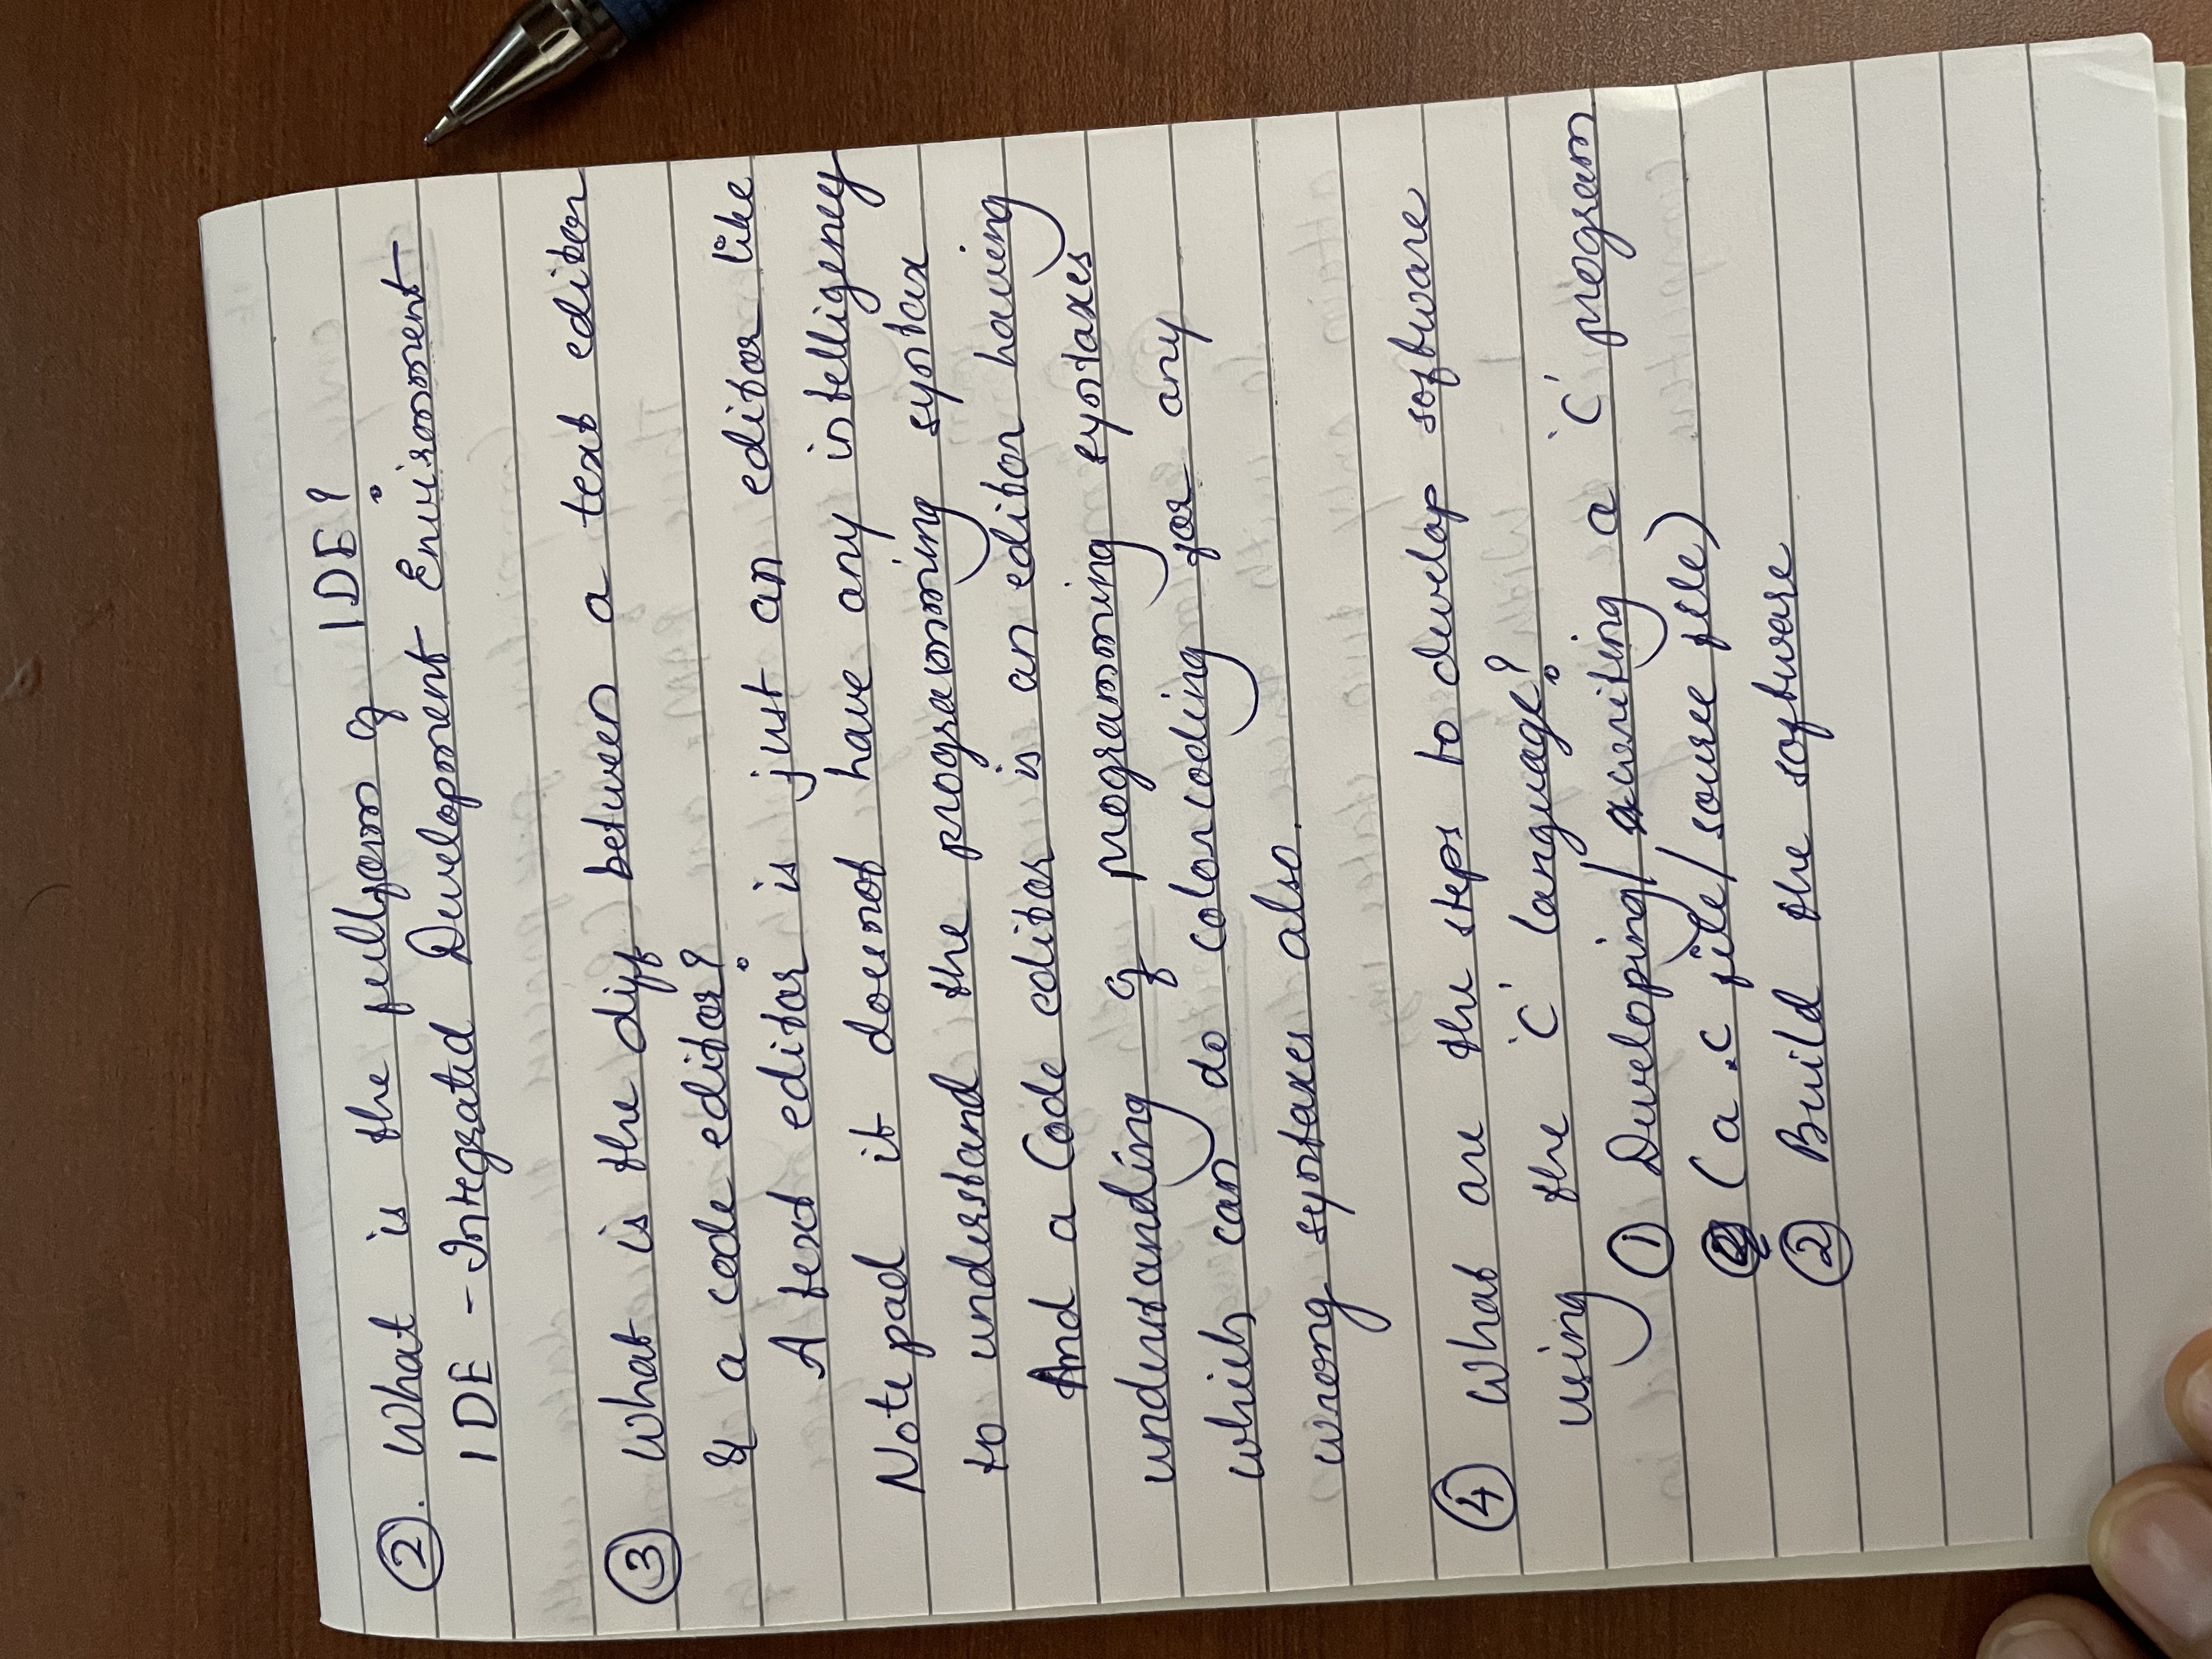 ②. What is the fullform of IDE?
IDE - Integrated Development Environment
③ What is the diff between a text editor
& a code editor?
A text editor is just an editor like
Notepad it doesnot have any intelligency
to understand the programming syntax
And a Code editor is an editor having
understanding of programming syntaxes
which can do colorcoding for any
wrong syntaxes also.
④ What are the steps to develop software
using the 'C' language?
① Developing/ writing a 'C' program
(a .c file/source file)
② Build the software